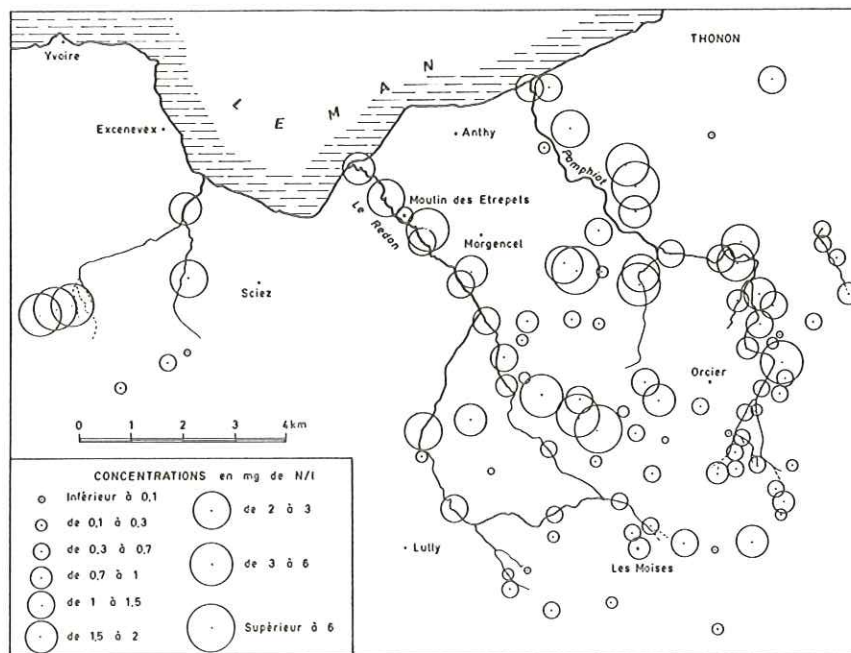 THONON
Yvoire
LEMAN
Excenevex
Anthy
Pamphiot
Moulin des Etrepets
Le Redon
Morgencel
Sciez
Orcier
0 1 2 3 4 km
CONCENTRATIONS en mg de N/l
Inférieur à 0,1
de 0,1 à 0,3
de 0,3 à 0,7
de 0,7 à 1
de 1 à 1,5
de 1,5 à 2
de 2 à 3
de 3 à 6
Supérieur à 6
Lully
Les Moises